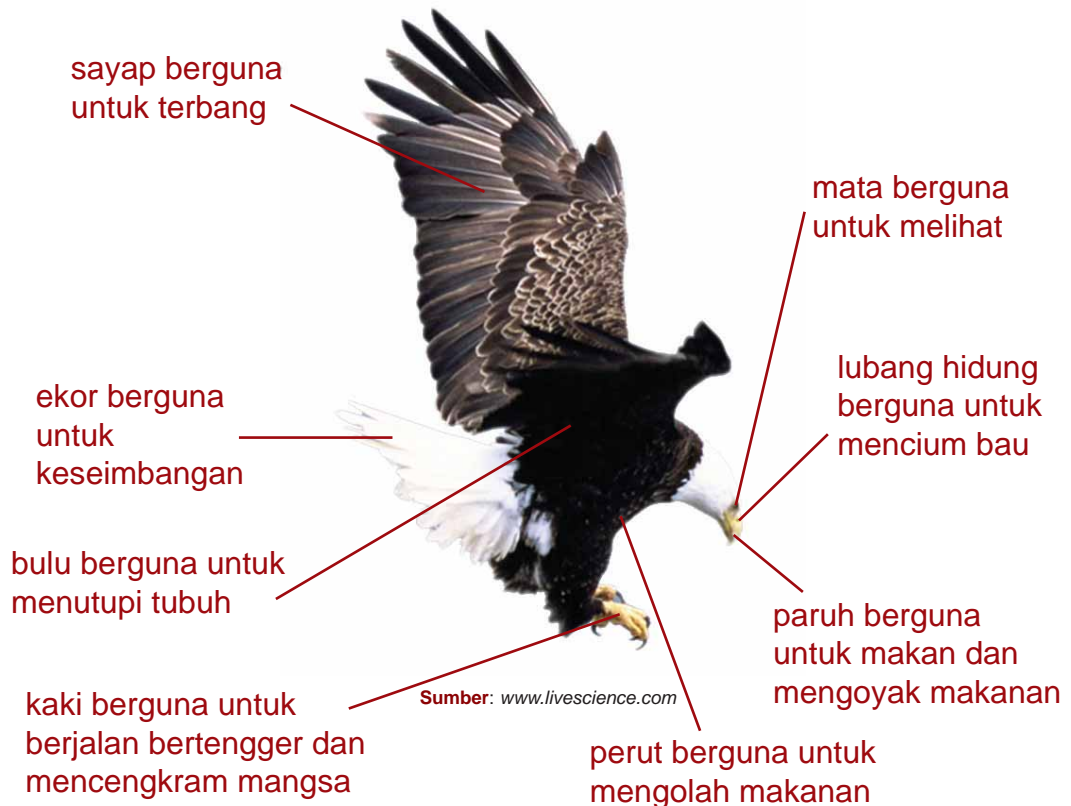 sayap berguna
untuk terbang
mata berguna
untuk melihat
lubang hidung
berguna untuk
mencium bau
ekor berguna
untuk
keseimbangan
bulu berguna untuk
menutupi tubuh
paruh berguna
untuk makan dan
mengoyak makanan
kaki berguna untuk
berjalan bertengger dan
mencengkram mangsa
Sumber: www.livescience.com
perut berguna untuk
mengolah makanan